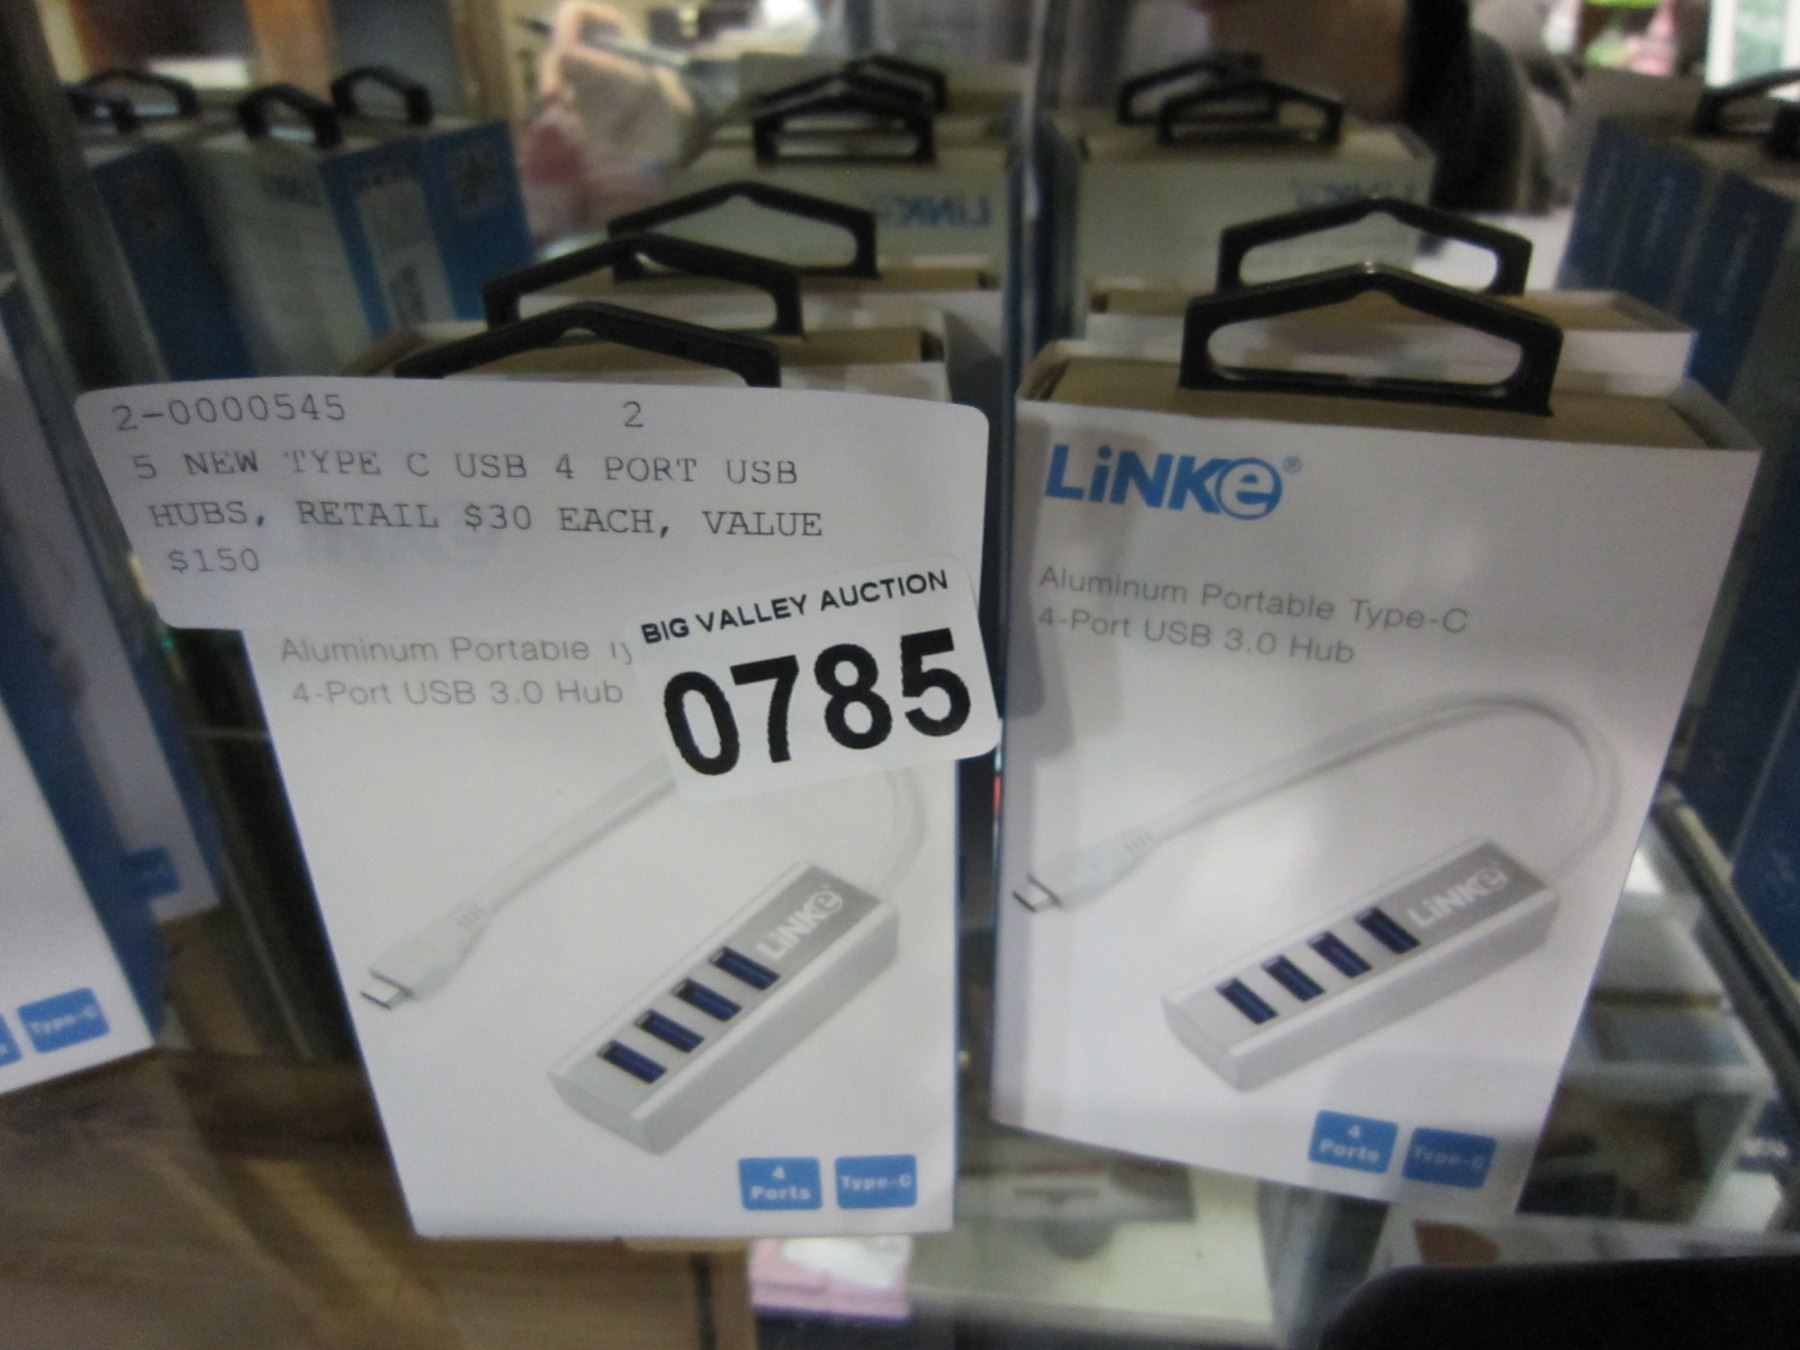 2-0000545 2
5 NEW TYPE C USB 4 PORT USB
HUBS, RETAIL $30 EACH, VALUE
$150
BIG VALLEY AUCTION
0785
Aluminum Portable
4-Port USB 3.0 Hub
LiNKe
4
Ports
Type-C
LiNKe®
Aluminum Portable Type-C
4-Port USB 3.0 Hub
LiNKe
4
Ports
Type-C
Type-C